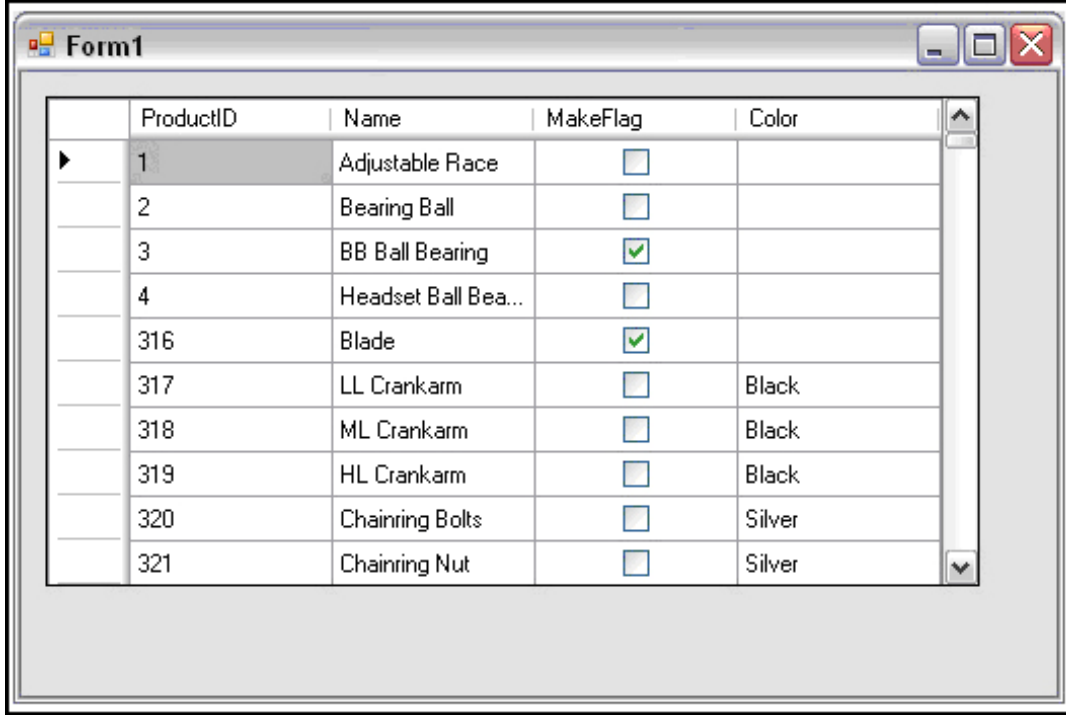 Form1
ProductID Name MakeFlag Color
1 Adjustable Race
2 Bearing Ball
3 BB Ball Bearing
4 Headset Ball Bea...
316 Blade
317 LL Crankarm Black
318 ML Crankarm Black
319 HL Crankarm Black
320 Chainring Bolts Silver
321 Chainring Nut Silver